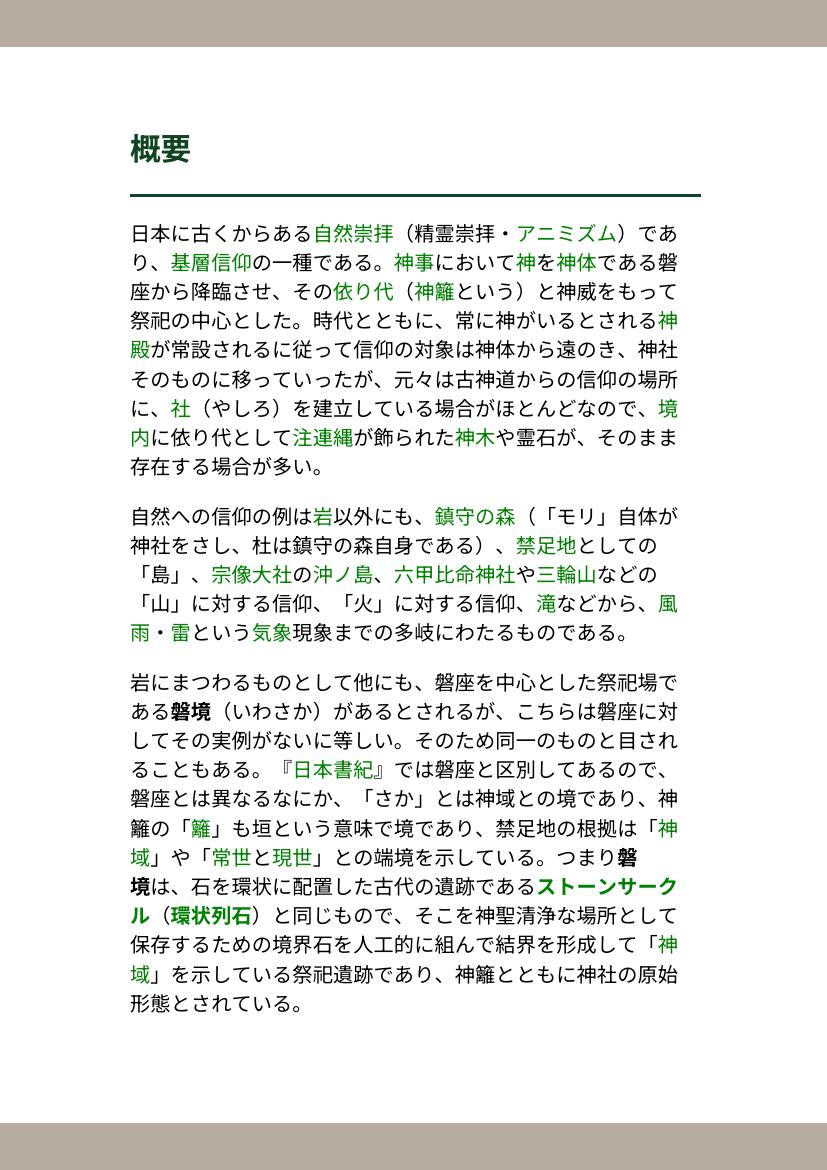 概要
日本に古くからある自然崇拝（精霊崇拝・アニミズム）であ
り、基層信仰の一種である。神事において神を神体である磐
座から降臨させ、その依り代（神籬という）と神威をもって
祭祀の中心とした。時代とともに、常に神がいるとされる神
殿が常設されるに従って信仰の対象は神体から遠のき、神社
そのものに移っていったが、元々は古神道からの信仰の場所
に、社（やしろ）を建立している場合がほとんどなので、境
内に依り代として注連縄が飾られた神木や霊石が、そのまま
存在する場合が多い。
自然への信仰の例は岩以外にも、鎮守の森（「モリ」自体が
神社をさし、杜は鎮守の森自身である）、禁足地としての
「島」、宗像大社の沖ノ島、六甲比命神社や三輪山などの
「山」に対する信仰、「火」に対する信仰、滝などから、風
雨・雷という気象現象までの多岐にわたるものである。
岩にまつわるものとして他にも、磐座を中心とした祭祀場で
ある磐境（いわさか）があるとされるが、こちらは磐座に対
してその実例がないに等しい。そのため同一のものと目され
ることもある。『日本書紀』では磐座と区別してあるので、
磐座とは異なるなにか、「さか」とは神域との境であり、神
籬の「籬」も垣という意味で境であり、禁足地の根拠は「神
域」や「常世と現世」との端境を示している。つまり磐
境は、石を環状に配置した古代の遺跡であるストーンサーク
ル（環状列石）と同じもので、そこを神聖清浄な場所として
保存するための境界石を人工的に組んで結界を形成して「神
域」を示している祭祀遺跡であり、神籬とともに神社の原始
形態とされている。